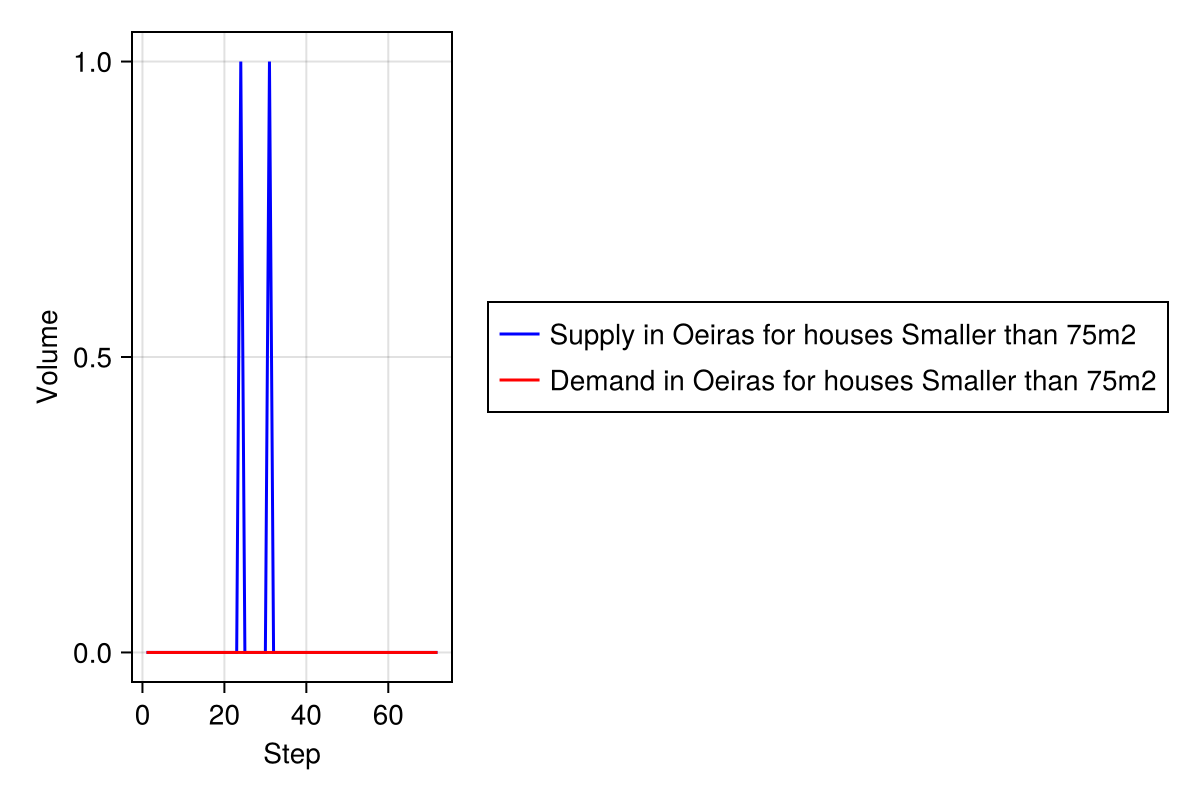 1.0
0.5
0.0
Volume
0
20
40
60
Step
Supply in Oeiras for houses Smaller than 75m2
Demand in Oeiras for houses Smaller than 75m2